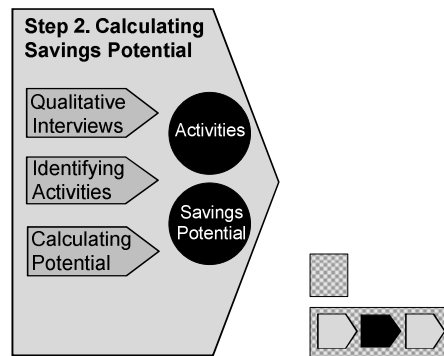 Step 2. Calculating
Savings Potential
Qualitative
Interviews
Identifying
Activities
Calculating
Potential
Activities
Savings
Potential